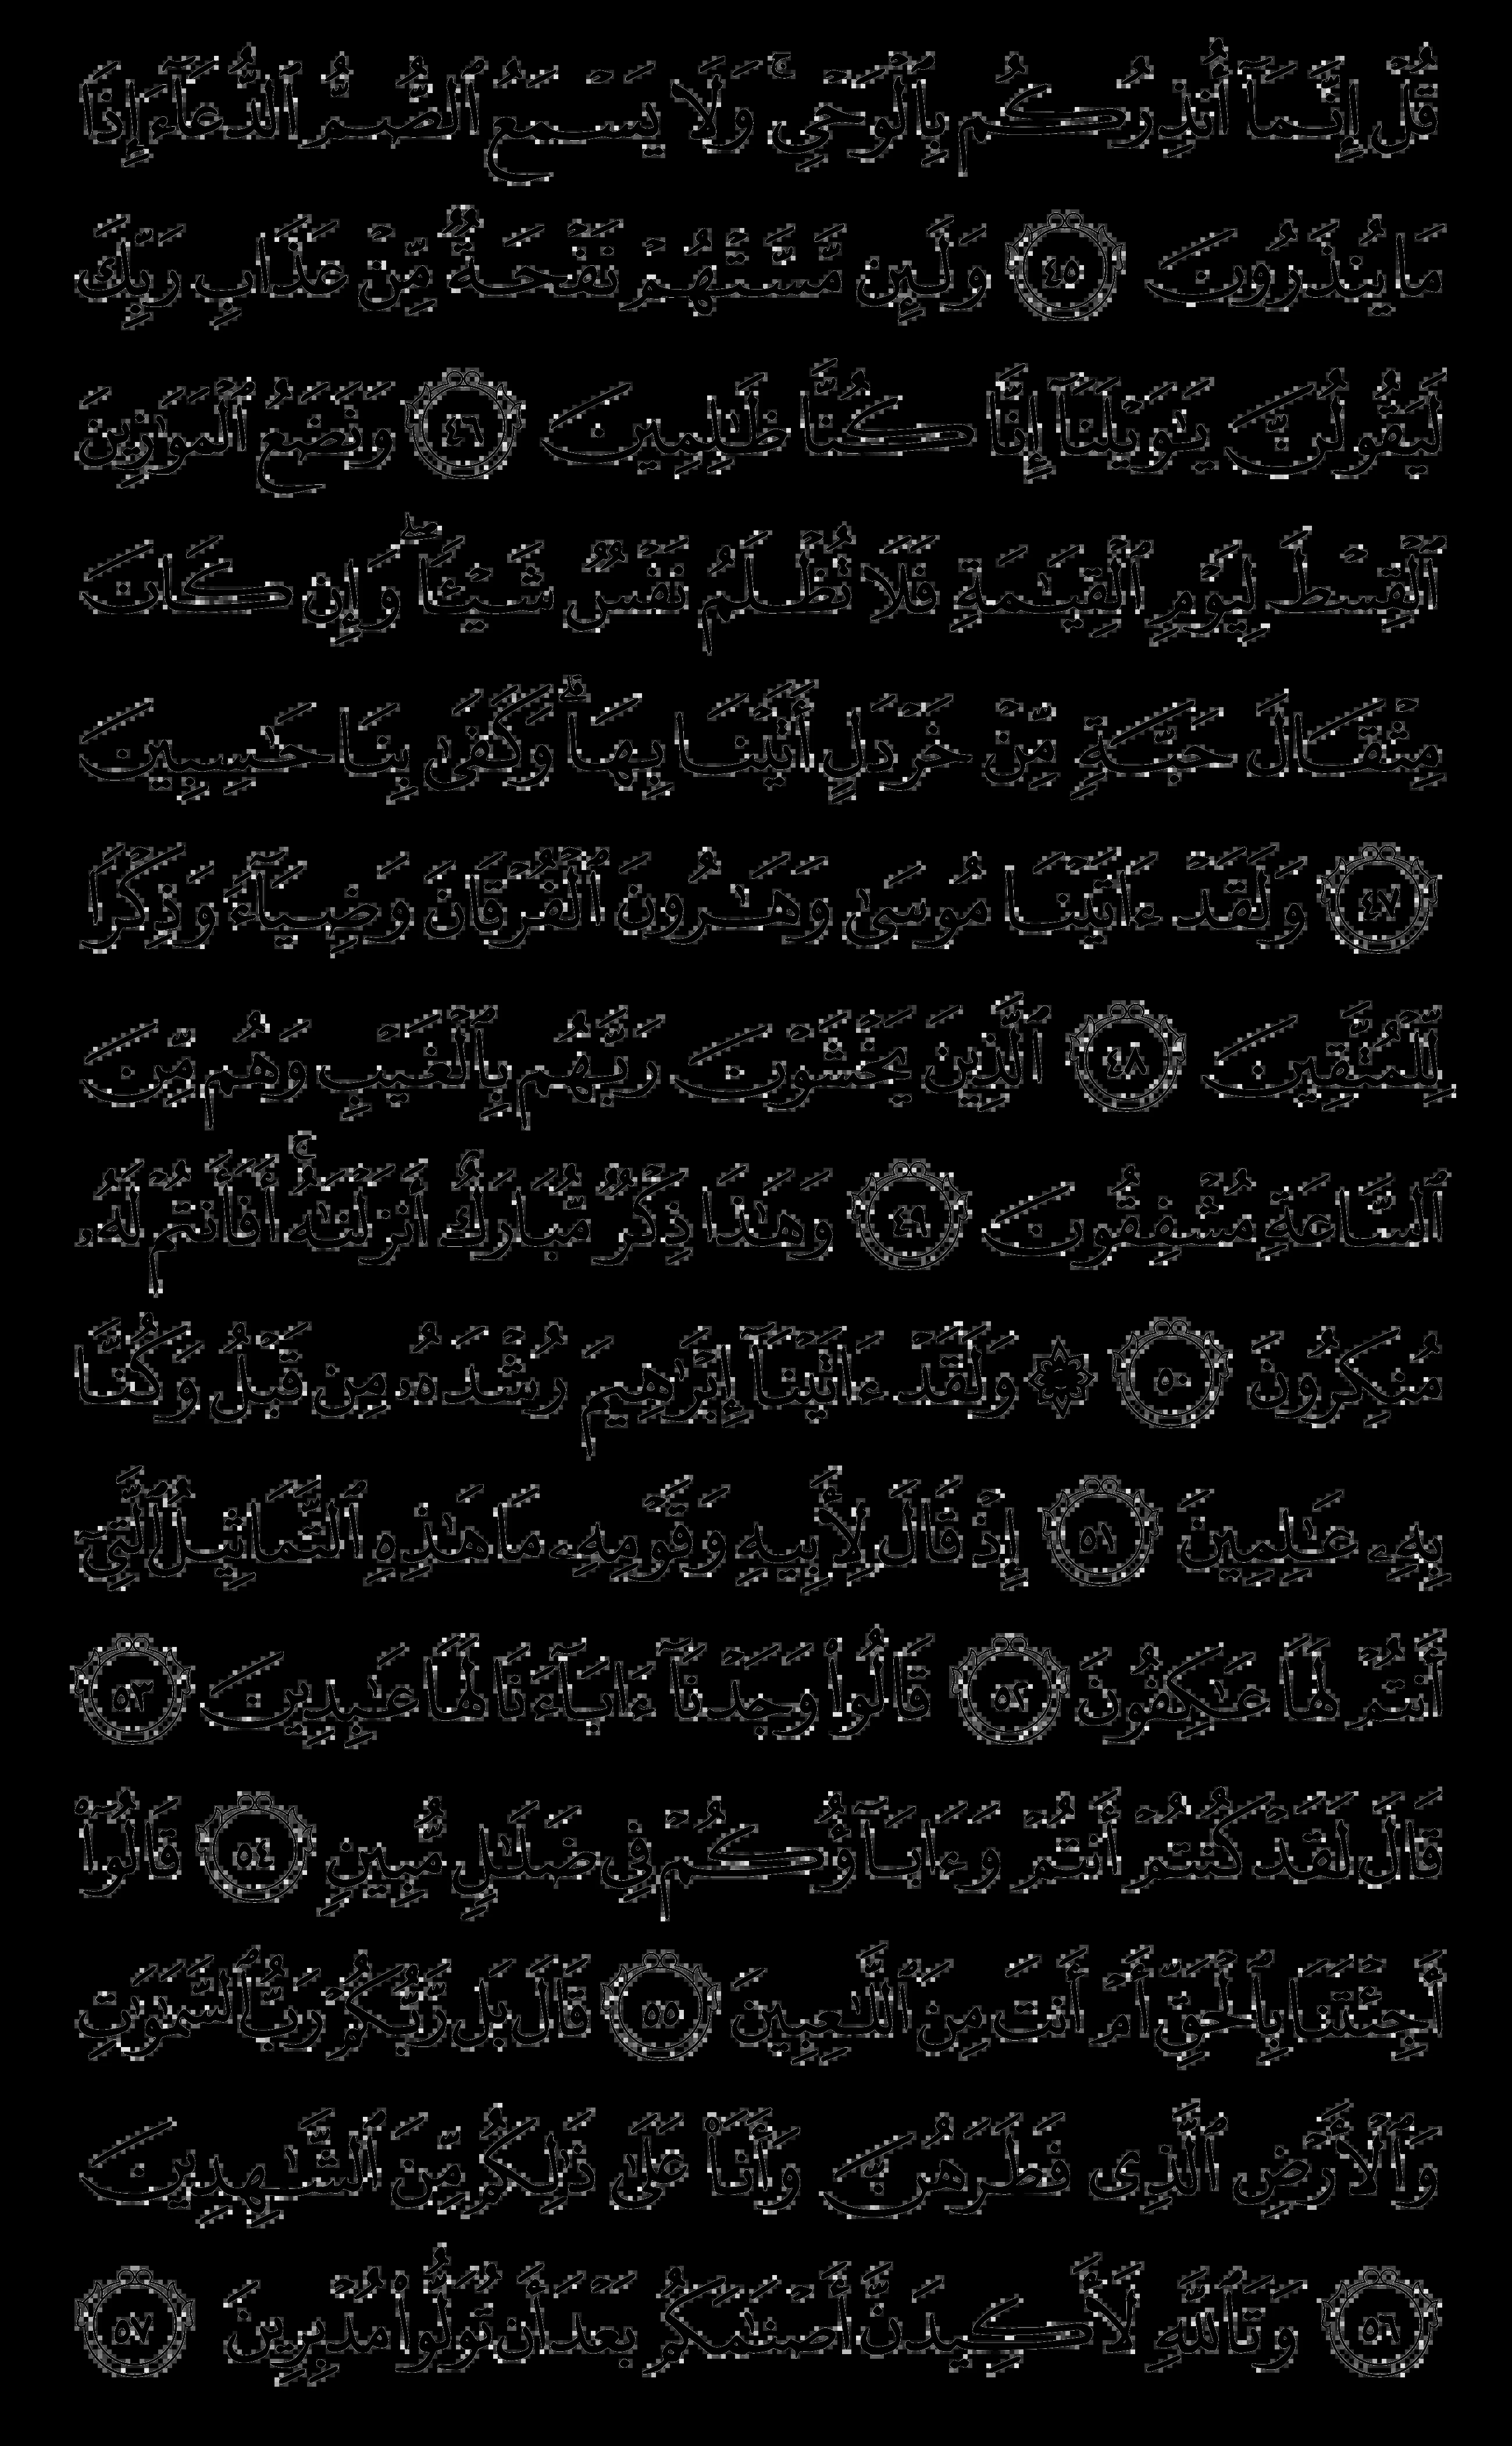 قُلْ إِنَّمَآ أُنذِرُكُم بِٱلْوَحْىِ ۚ وَلَا يَسْمَعُ ٱلصُّمُّ ٱلدُّعَآءَ إِذَا
مَا يُنذَرُونَ ٤٥ وَلَئِن مَّسَّتْهُمْ نَفْحَةٌ مِّنْ عَذَابِ رَبِّكَ
لَيَقُولُنَّ يَـٰوَيْلَنَآ إِنَّا كُنَّا ظَـٰلِمِينَ ٤٦ وَنَضَعُ ٱلْمَوَٰزِينَ
ٱلْقِسْطَ لِيَوْمِ ٱلْقِيَـٰمَةِ فَلَا تُظْلَمُ نَفْسٌ شَيْـًٔا ۖ وَإِن كَانَ
مِثْقَالَ حَبَّةٍ مِّنْ خَرْدَلٍ أَتَيْنَا بِهَا ۗ وَكَفَىٰ بِنَا حَـٰسِبِينَ
٤٧ وَلَقَدْ ءَاتَيْنَا مُوسَىٰ وَهَـٰرُونَ ٱلْفُرْقَانَ وَضِيَآءً وَذِكْرًا
لِّلْمُتَّقِينَ ٤٨ ٱلَّذِينَ يَخْشَوْنَ رَبَّهُم بِٱلْغَيْبِ وَهُم مِّنَ
ٱلسَّاعَةِ مُشْفِقُونَ ٤٩ وَهَـٰذَا ذِكْرٌ مُّبَارَكٌ أَنزَلْنَـٰهُ ۚ أَفَأَنتُمْ لَهُۥ
مُنكِرُونَ ٥٠ ۞ وَلَقَدْ ءَاتَيْنَآ إِبْرَٰهِيمَ رُشْدَهُۥ مِن قَبْلُ وَكُنَّا
بِهِۦ عَـٰلِمِينَ ٥١ إِذْ قَالَ لِأَبِيهِ وَقَوْمِهِۦ مَا هَـٰذِهِ ٱلتَّمَاثِيلُ ٱلَّتِىٓ
أَنتُمْ لَهَا عَـٰكِفُونَ ٥٢ قَالُوا۟ وَجَدْنَآ ءَابَآءَنَا لَهَا عَـٰبِدِينَ ٥٣
قَالَ لَقَدْ كُنتُمْ أَنتُمْ وَءَابَآؤُكُمْ فِى ضَلَـٰلٍ مُّبِينٍ ٥٤ قَالُوٓا۟
أَجِئْتَنَا بِٱلْحَقِّ أَمْ أَنتَ مِنَ ٱللَّـٰعِبِينَ ٥٥ قَالَ بَل رَّبُّكُمْ رَبُّ ٱلسَّمَـٰوَٰتِ
وَٱلْأَرْضِ ٱلَّذِى فَطَرَهُنَّ وَأَنَا۠ عَلَىٰ ذَٰلِكُم مِّنَ ٱلشَّـٰهِدِينَ
٥٦ وَتَٱللَّهِ لَأَكِيدَنَّ أَصْنَـٰمَكُم بَعْدَ أَن تُوَلُّوا۟ مُدْبِرِينَ ٥٧